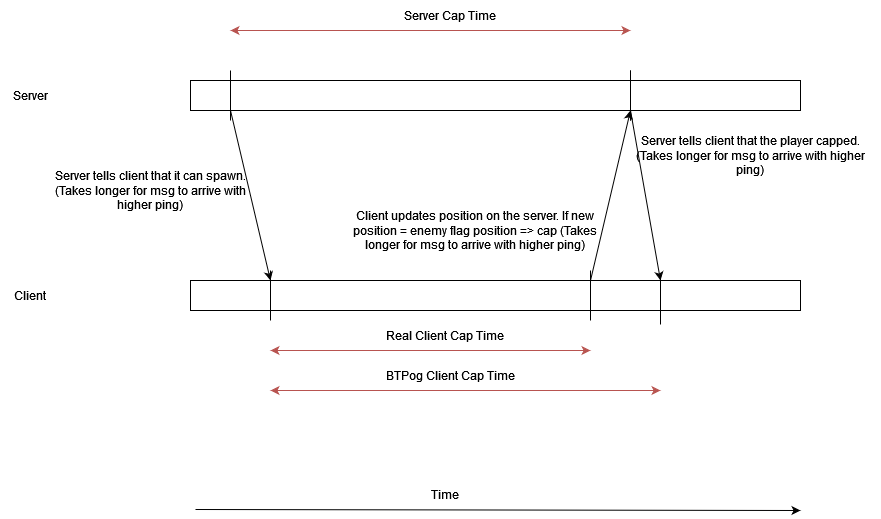 Server Cap Time
Server
Server tells client that the player capped.
(Takes longer for msg to arrive with higher
ping)
Server tells client that it can spawn.
(Takes longer for msg to arrive with
higher ping)
Client updates position on the server. If new
position = enemy flag position => cap (Takes
longer for msg to arrive with higher ping)
Client
Real Client Cap Time
BTPog Client Cap Time
Time